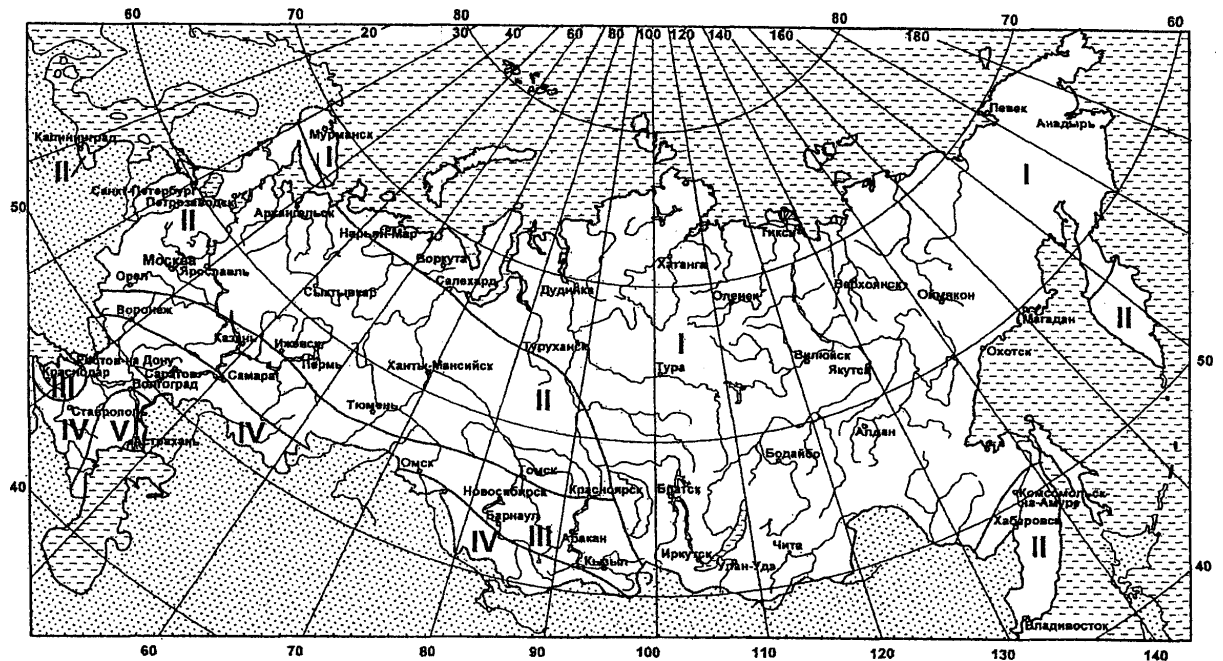 60 70 80 80 70 60
20 30 40 60 80 100 120 140 160 180
Певек
Анадырь
Мурманск
Калининград
I
I
II
Санкт-Петербург
Петрозаводск
50
Архангельск
II
Нарьян-Мар
Тикси
Москва
Ярославль
Воркута
Хатанга
Орел
Салехард
Дудинка
Оленек
Верхоянск
Оймякон
Сыктывкар
Воронеж
Магадан
II
Казань
Ижевск
Туруханск
I
Охотск
Ростов-на Дону
Краснодар
Саратов
Пермь
Ханты-Мансийск
Вилюйск
50
III
Волгоград
Самара
Тура
Якутск
II
Ставрополь
Тюмень
IV
V
IV
Астрахань
Алдан
Бодайбо
Омск
Томск
40
Новосибирск
Красноярск
Братск
Комсомольск
на-Амуре
Барнаул
Хабаровск
IV
III
Абакан
Иркутск
Чита
II
Кызыл
Улан-Удэ
40
Владивосток
60 70 80 90 100 110 120 130 140